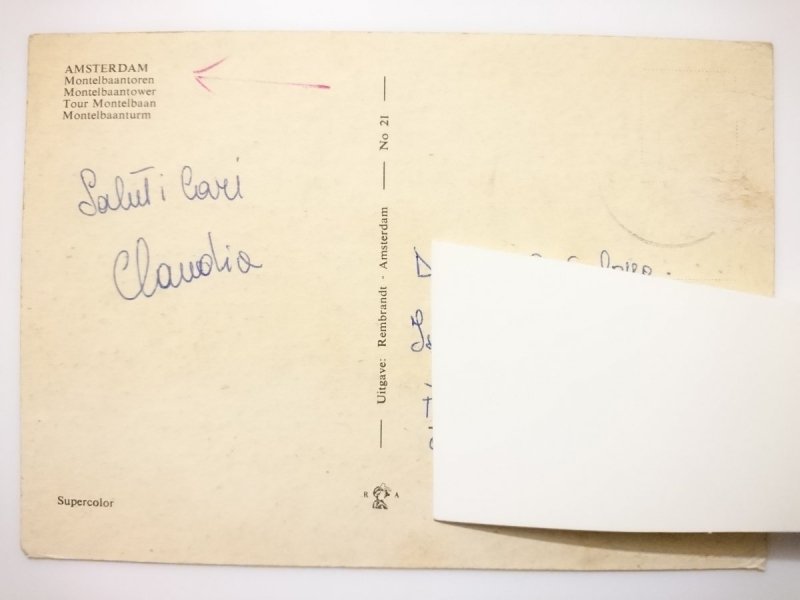 AMSTERDAM
Montelbaantoren
Montelbaantower
Tour Montelbaan
Montelbaanturm
Saluti Cari
Claudia
Supercolor
Uitgave: Rembrandt · Amsterdam
No 21
R A